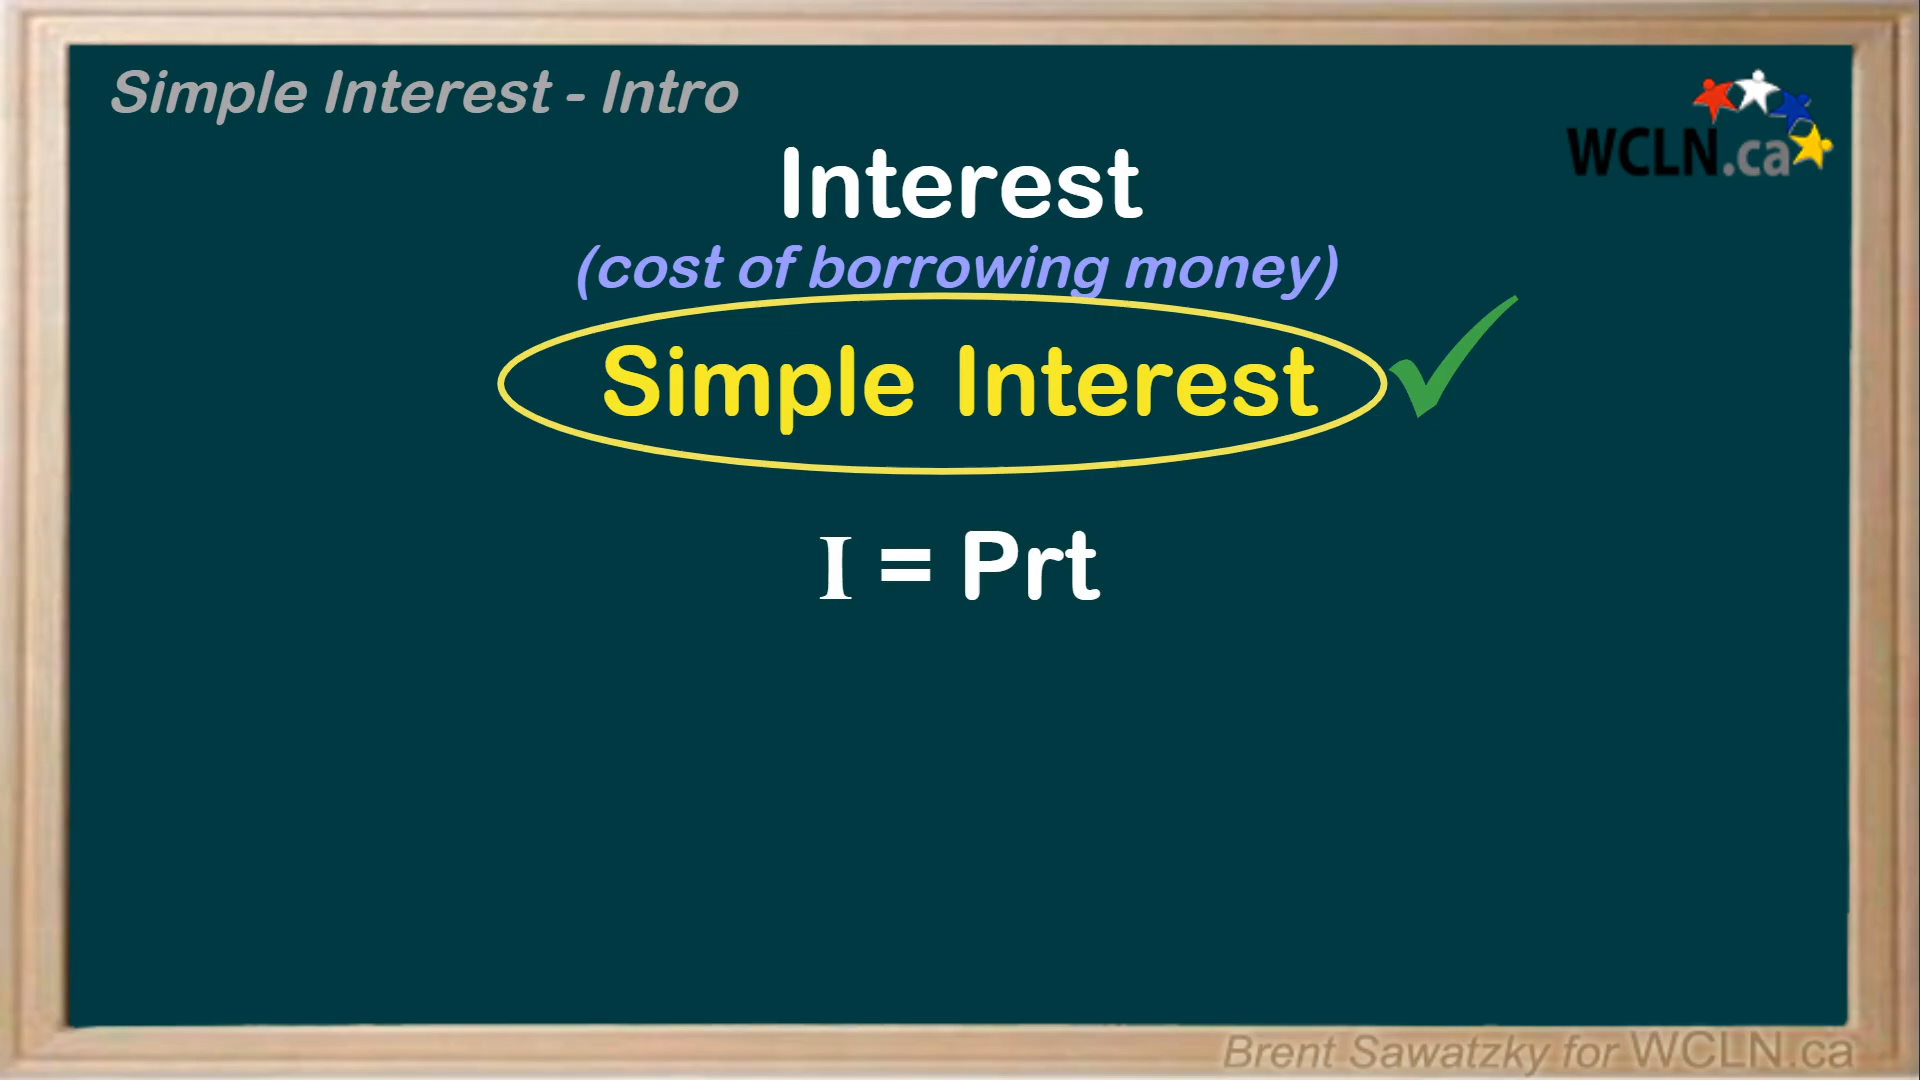 Simple Interest - Intro
WCLN.ca
Interest
(cost of borrowing money)
Simple Interest
I = Prt
Brent Sawatzky for WCLN.ca